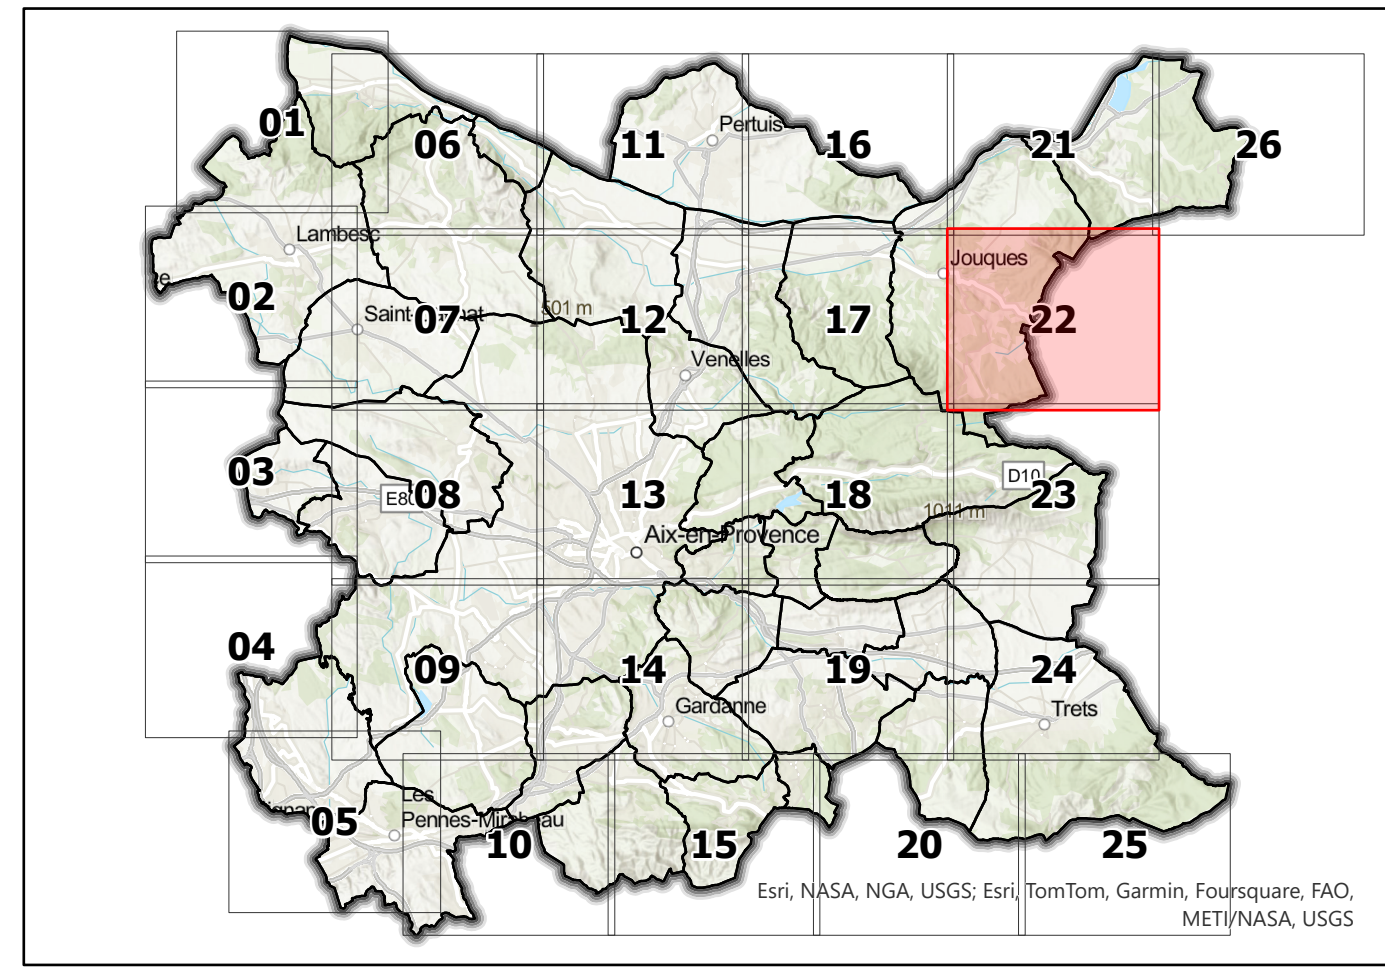 01
06
11
Pertuis
16
21
26
Lambesc
Jouques
02
07
501 m
12
17
22
Venelles
03
E80
08
13
18
D10
23
1011 m
Aix-en-Provence
04
09
14
19
24
Gardanne
Trets
Les
Pennes-Mirabeau
05
10
15
20
25
Esri, NASA, NGA, USGS; Esri, TomTom, Garmin, Foursquare, FAO,
METI/NASA, USGS